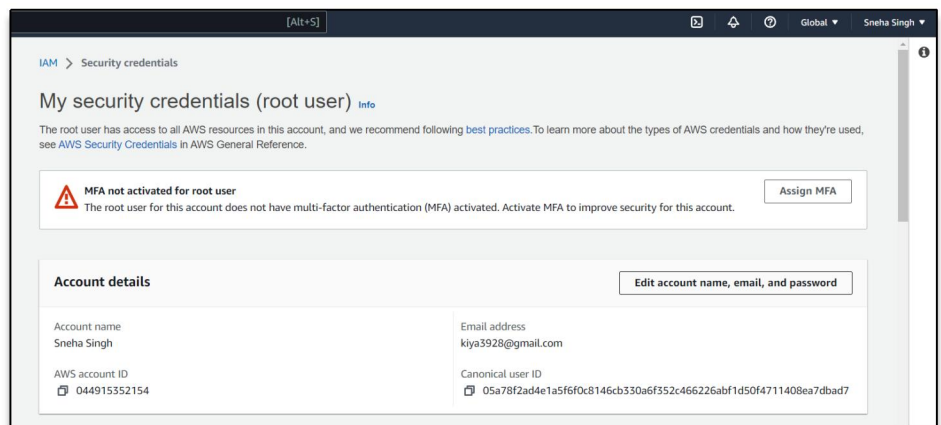 [Alt+S]
Global ▼
Sneha Singh ▼
IAM > Security credentials
My security credentials (root user) Info
The root user has access to all AWS resources in this account, and we recommend following best practices.To learn more about the types of AWS credentials and how they're used,
see AWS Security Credentials in AWS General Reference.
MFA not activated for root user
The root user for this account does not have multi-factor authentication (MFA) activated. Activate MFA to improve security for this account.
Assign MFA
Account details
Edit account name, email, and password
Account name
Sneha Singh
Email address
kiya3928@gmail.com
AWS account ID
044915352154
Canonical user ID
05a78f2ad4e1a5f6f0c8146cb330a6f352c466226abf1d50f4711408ea7dbad7